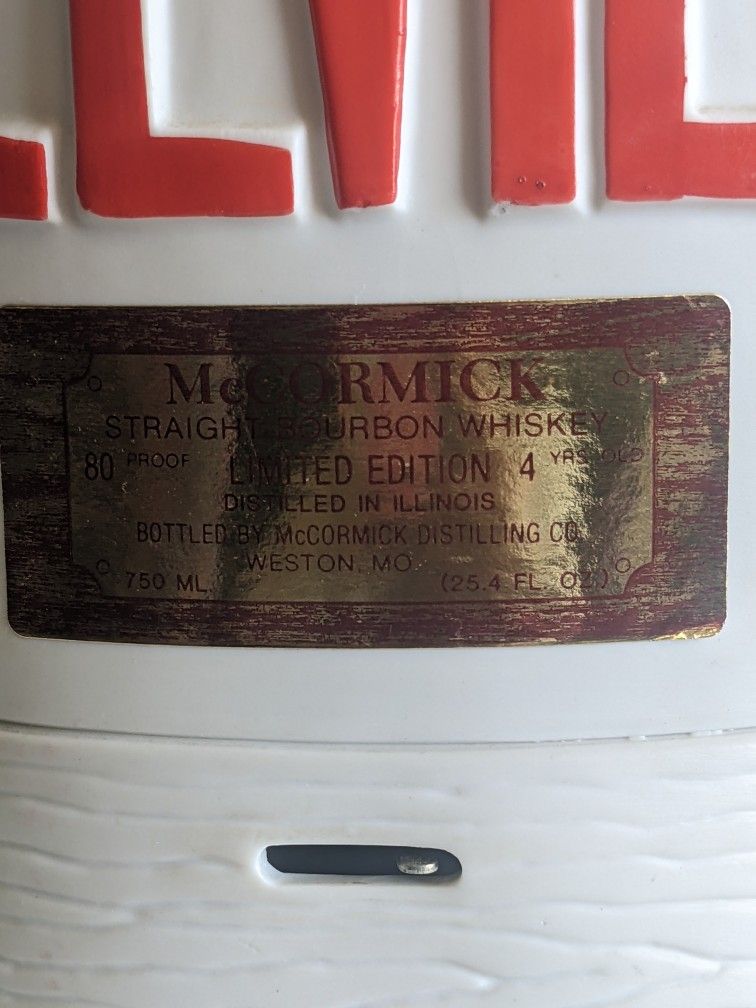 ELVIS
McCORMICK
STRAIGHT BOURBON WHISKEY
80 PROOF LIMITED EDITION 4 YRS OLD
DISTILLED IN ILLINOIS
BOTTLED BY McCORMICK DISTILLING CO.
WESTON, MO.
750 ML. (25.4 FL. OZ.)